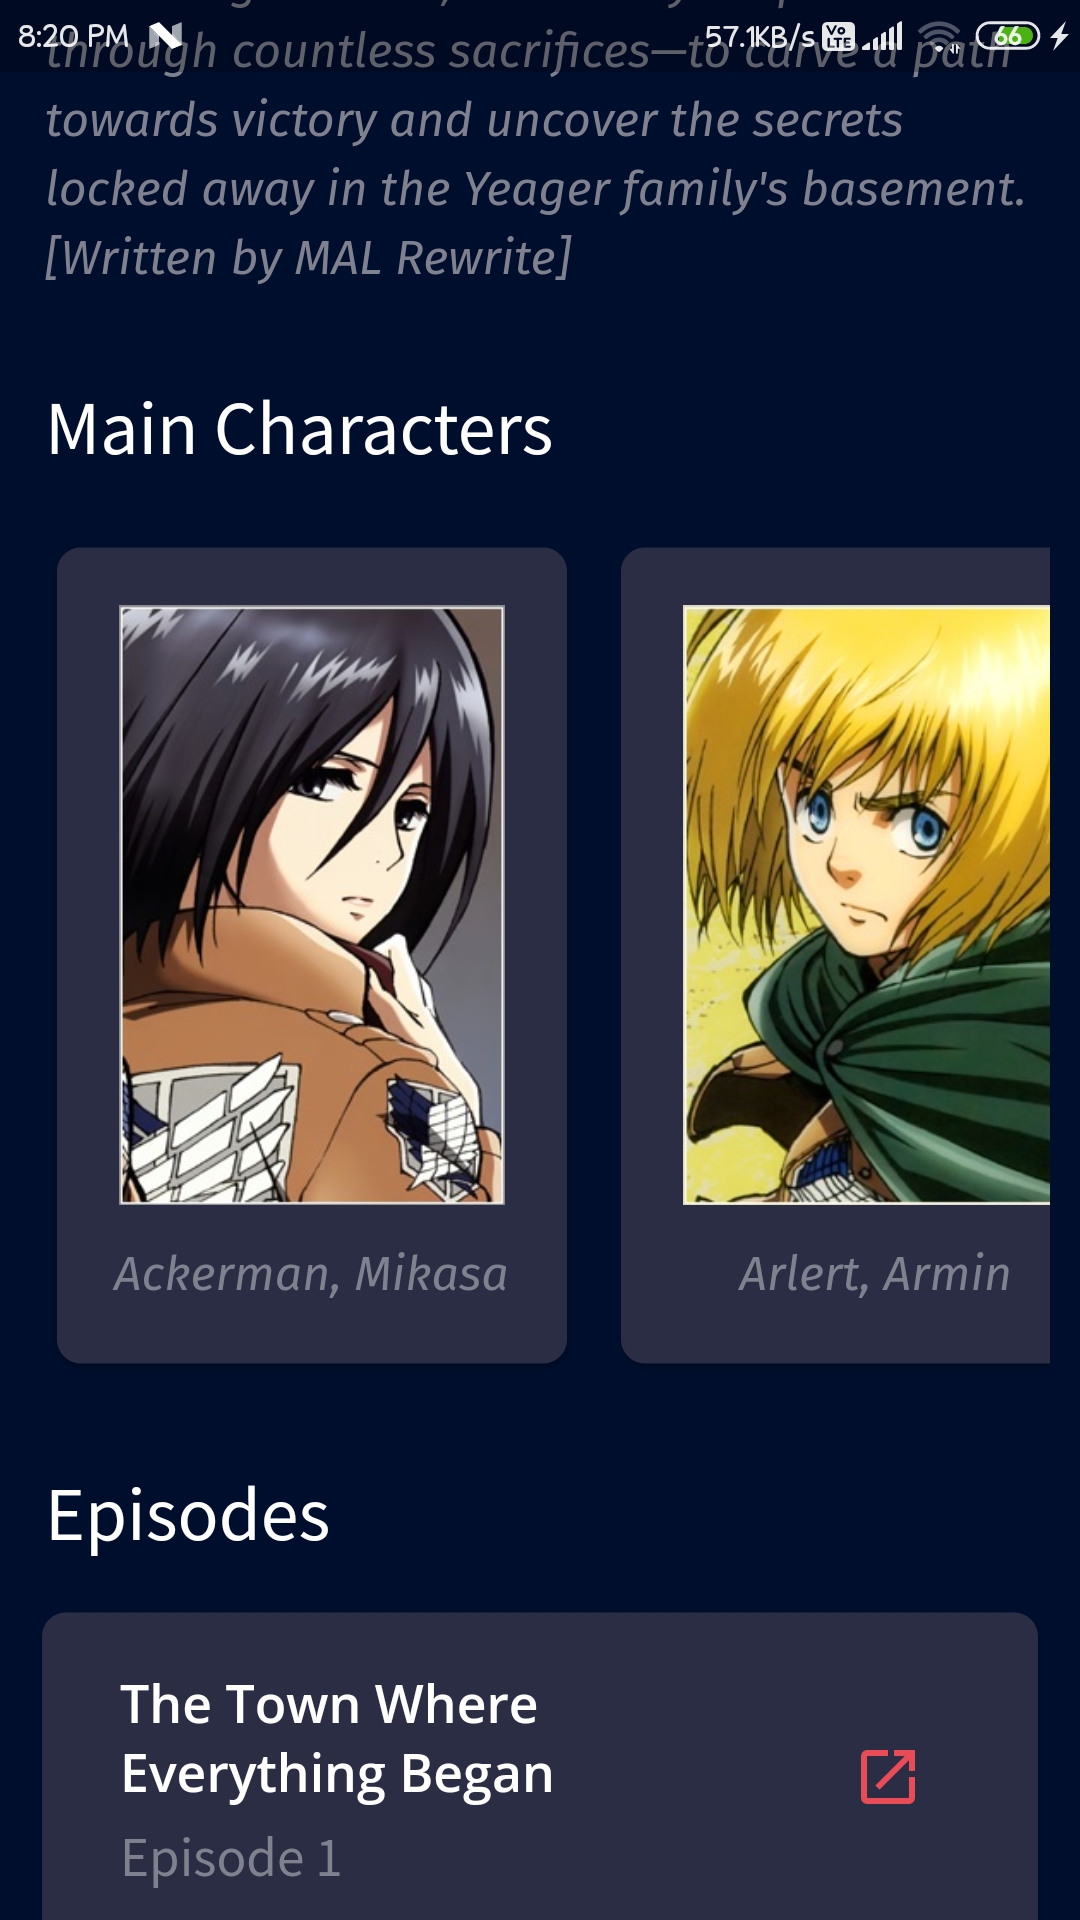 8:20 PM 57.1KB/s Vo LTE 66
through countless sacrifices—to carve a path
towards victory and uncover the secrets
locked away in the Yeager family's basement.
[Written by MAL Rewrite]
Main Characters
Ackerman, Mikasa
Arlert, Armin
Episodes
The Town Where
Everything Began
Episode 1